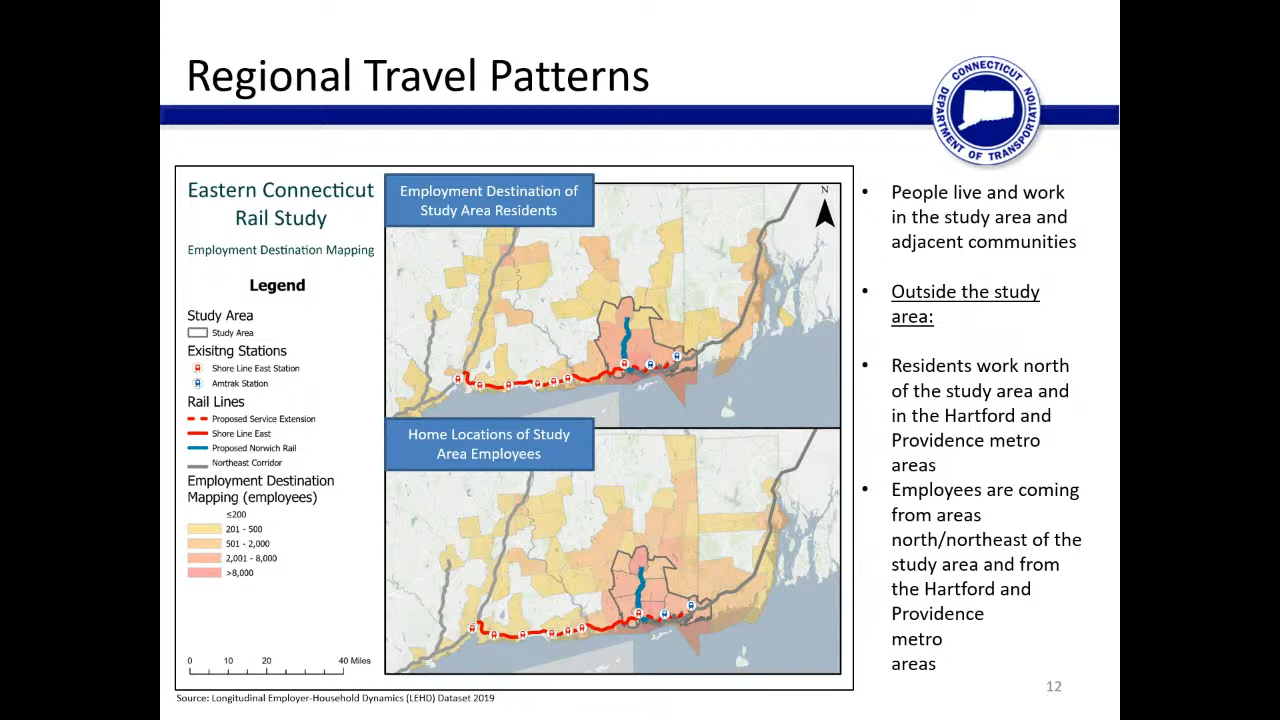 Regional Travel Patterns
CONNECTICUT
DEPARTMENT OF TRANSPORTATION
Eastern Connecticut
Rail Study
Employment Destination Mapping
Legend
Study Area
Study Area
Exisitng Stations
Shore Line East Station
Amtrak Station
Rail Lines
Proposed Service Extension
Shore Line East
Proposed Norwich Rail
Northeast Corridor
Employment Destination
Mapping (employees)
≤200
201 - 500
501 - 2,000
2,001 - 8,000
>8,000
0 10 20 40 Miles
Employment Destination of
Study Area Residents
N
Home Locations of Study
Area Employees
• People live and work
in the study area and
adjacent communities
• Outside the study
area:
• Residents work north
of the study area and
in the Hartford and
Providence metro
areas
• Employees are coming
from areas
north/northeast of the
study area and from
the Hartford and
Providence
metro
areas
Source: Longitudinal Employer-Household Dynamics (LEHD) Dataset 2019
12